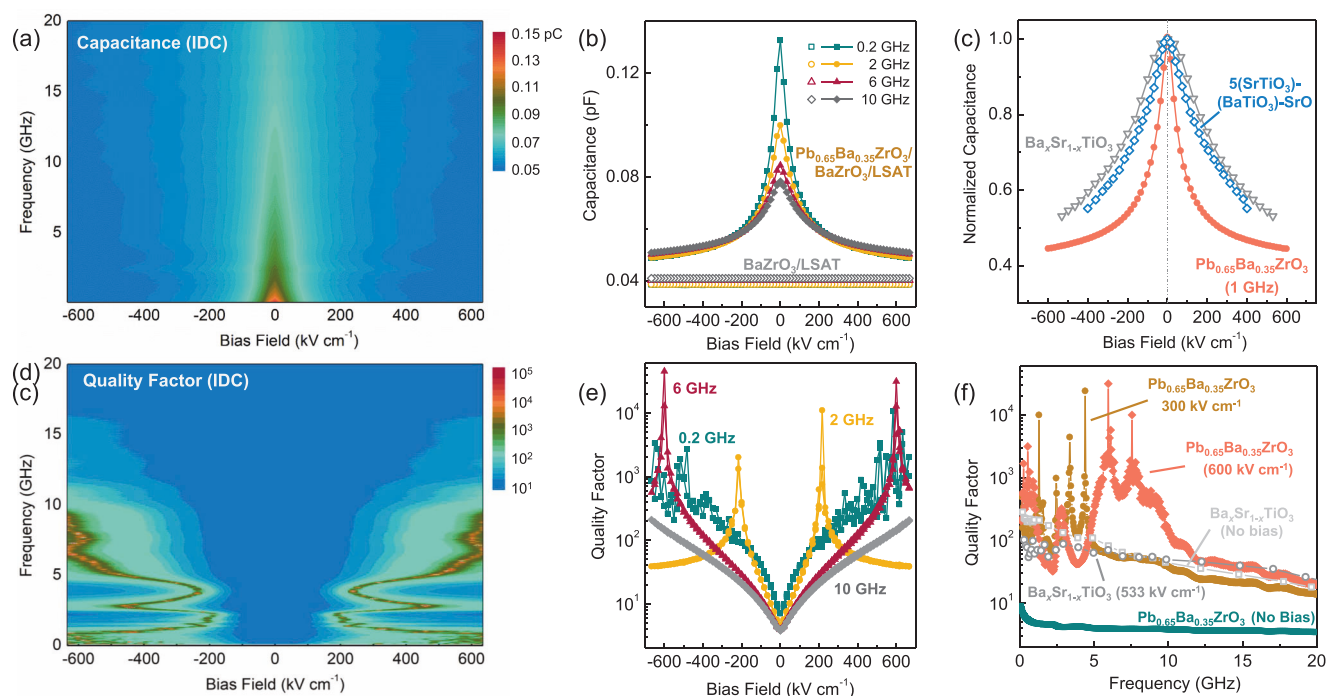 (a)
Capacitance (IDC)
20
15
10
5
Frequency (GHz)
-600 -400 -200 0 200 400 600
Bias Field (kV cm⁻¹)
0.15 pC
0.13
0.11
0.09
0.07
0.05
(b)
0.2 GHz
2 GHz
6 GHz
10 GHz
Pb0.65Ba0.35ZrO3/
BaZrO3/LSAT
BaZrO3/LSAT
0.12
0.08
0.04
Capacitance (pF)
-600 -400 -200 0 200 400 600
Bias Field (kV cm⁻¹)
(c)
1.0
0.8
0.6
0.4
Normalized Capacitance
5(SrTiO3)-
(BaTiO3)-SrO
BaxSr1-xTiO3
Pb0.65Ba0.35ZrO3
(1 GHz)
-600 -400 -200 0 200 400 600
Bias Field (kV cm⁻¹)
(d)
(c)
Quality Factor (IDC)
20
15
10
5
0
Frequency (GHz)
-600 -400 -200 0 200 400 600
Bias Field (kV cm⁻¹)
10⁵
10⁴
10³
10²
10¹
(e)
6 GHz
2 GHz
0.2 GHz
10 GHz
10⁴
10³
10²
10¹
Quality Factor
-600 -400 -200 0 200 400 600
Bias Field (kV cm⁻¹)
(f)
Pb0.65Ba0.35ZrO3
300 kV cm⁻¹
Pb0.65Ba0.35ZrO3
(600 kV cm⁻¹)
BaxSr1-xTiO3
(No bias)
BaxSr1-xTiO3 (533 kV cm⁻¹)
Pb0.65Ba0.35ZrO3 (No Bias)
10⁴
10³
10²
10¹
Quality Factor
0 5 10 15 20
Frequency (GHz)